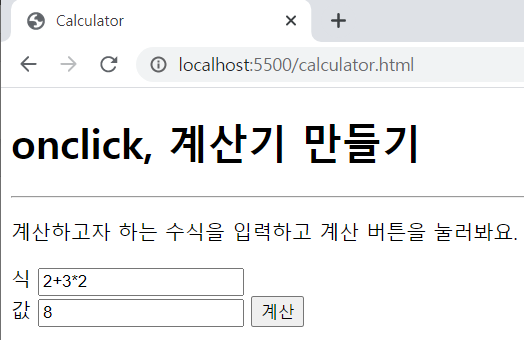 Calculator
localhost:5500/calculator.html
onclick, 계산기 만들기
계산하고자 하는 수식을 입력하고 계산 버튼을 눌러봐요.
식 2+3*2
값 8 계산